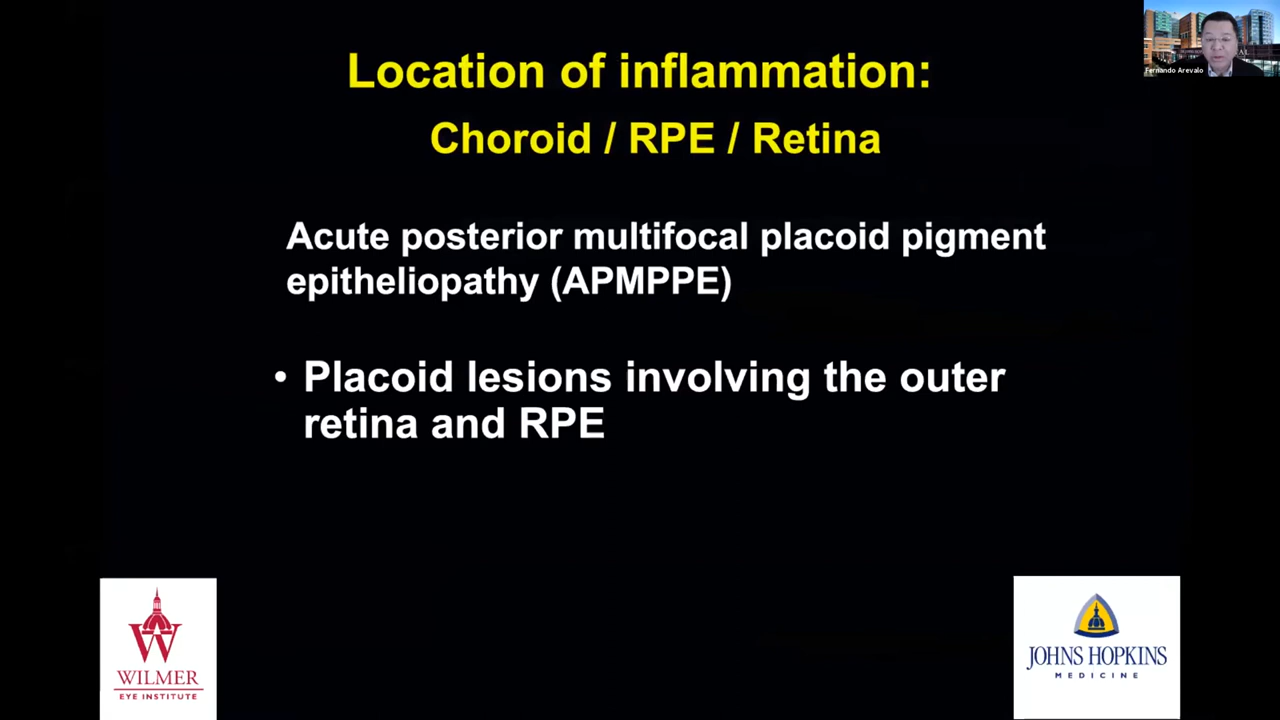 Location of inflammation:
Choroid / RPE / Retina
Acute posterior multifocal placoid pigment
epitheliopathy (APMPPE)
• Placoid lesions involving the outer
retina and RPE
Fernando Arevalo
W
WILMER
EYE INSTITUTE
JOHNS HOPKINS
MEDICINE